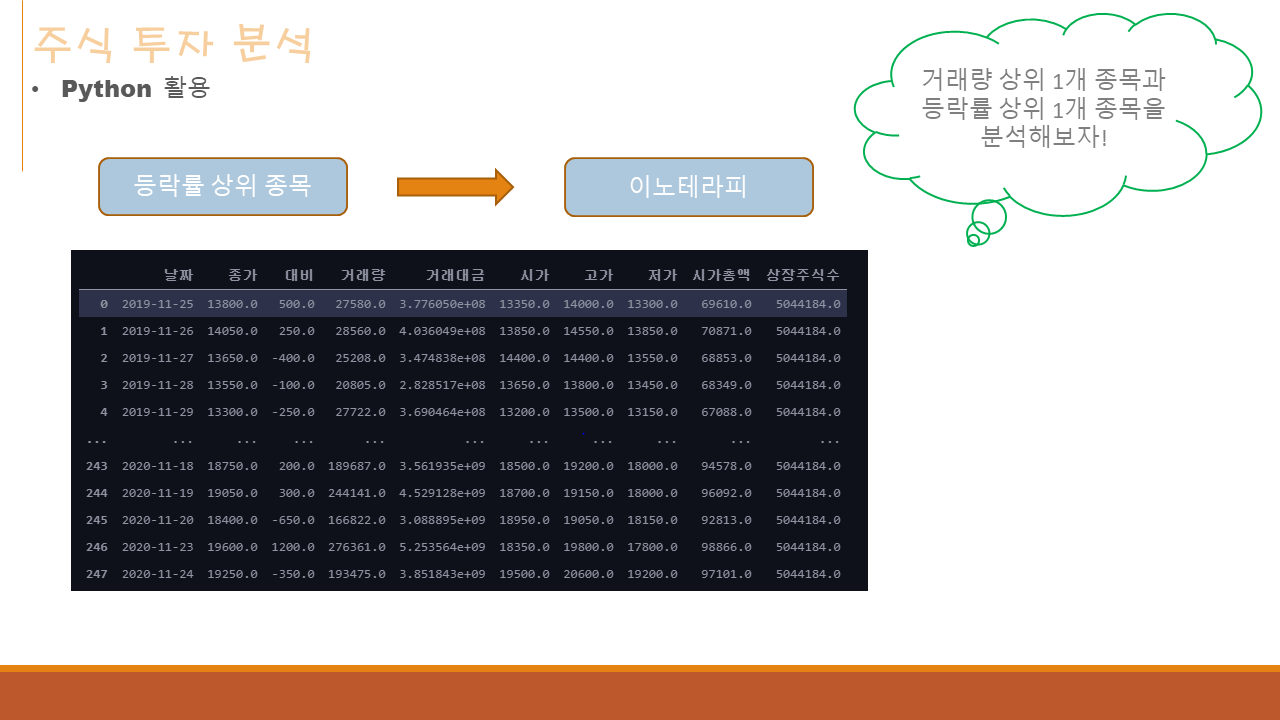 주식 투자 분석
• Python 활용
거래량 상위 1개 종목과
등락률 상위 1개 종목을
분석해보자!
등락률 상위 종목
이노테라피
날짜 종가 대비 거래량 거래대금 시가 고가 저가 시가총액 상장주식수
0 2019-11-25 13800.0 500.0 27580.0 3.776050e+08 13350.0 14000.0 13300.0 69610.0 5044184.0
1 2019-11-26 14050.0 250.0 28560.0 4.036049e+08 13850.0 14550.0 13850.0 70871.0 5044184.0
2 2019-11-27 13650.0 -400.0 25208.0 3.474838e+08 14400.0 14400.0 13550.0 68853.0 5044184.0
3 2019-11-28 13550.0 -100.0 20805.0 2.828517e+08 13650.0 13800.0 13450.0 68349.0 5044184.0
4 2019-11-29 13300.0 -250.0 27722.0 3.690464e+08 13200.0 13500.0 13150.0 67088.0 5044184.0
... ... ... ... ... ... ... ... ... ... ...
243 2020-11-18 18750.0 200.0 189687.0 3.561935e+09 18500.0 19200.0 18000.0 94578.0 5044184.0
244 2020-11-19 19050.0 300.0 244141.0 4.529128e+09 18700.0 19150.0 18000.0 96092.0 5044184.0
245 2020-11-20 18400.0 -650.0 166822.0 3.088895e+09 18950.0 19050.0 18150.0 92813.0 5044184.0
246 2020-11-23 19600.0 1200.0 276361.0 5.253564e+09 18350.0 19800.0 17800.0 98866.0 5044184.0
247 2020-11-24 19250.0 -350.0 193475.0 3.851843e+09 19500.0 20600.0 19200.0 97101.0 5044184.0